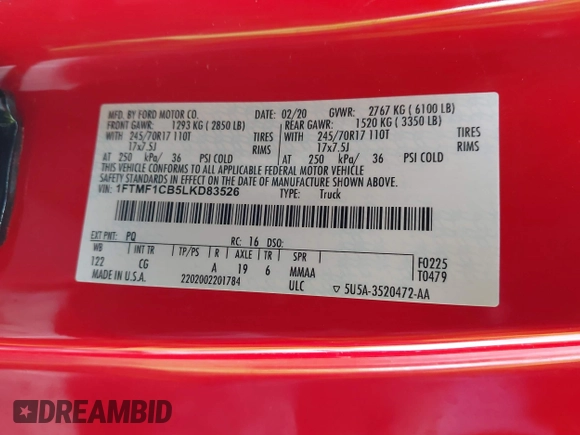 MFD. BY FORD MOTOR CO.
DATE: 02/20 GVWR: 2767 KG ( 6100 LB)
FRONT GAWR: 1293 KG ( 2850 LB) REAR GAWR: 1520 KG ( 3350 LB)
WITH 245/70R17 110T TIRES WITH 245/70R17 110T TIRES
17x7.5J RIMS 17x7.5J RIMS
AT 250 kPa/ 36 PSI COLD AT 250 kPa/ 36 PSI COLD
THIS VEHICLE CONFORMS TO ALL APPLICABLE FEDERAL MOTOR VEHICLE
SAFETY STANDARDS IN EFFECT ON THE DATE OF MANUFACTURE SHOWN ABOVE.
VIN: 1FTMF1CB5LKD83526 TYPE: Truck
EXT PNT: PQ RC: 16 DSO:
WB INT TR TP/PS R AXLE TR SPR F0225
122 CG A 19 6 MMAA T0479
MADE IN U.S.A. 2202002201784 ULC ▽ 5U5A-3520472-AA
DREAMBID